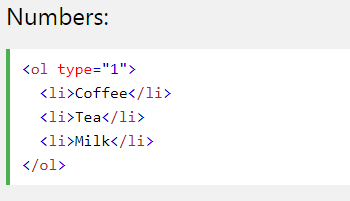 Numbers:
<ol type="1">
<li>Coffee</li>
<li>Tea</li>
<li>Milk</li>
</ol>